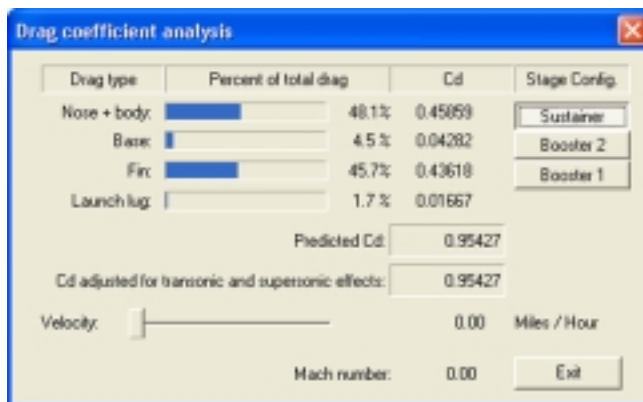 Drag coefficient analysis
Drag type Percent of total drag Cd Stage Config.
Nose + body: 48.1% 0.45859 Sustainer
Base: 4.5 % 0.04282 Booster 2
Fin: 45.7% 0.43618 Booster 1
Launch lug: 1.7 % 0.01667
Predicted Cd: 0.95427
Cd adjusted for transonic and supersonic effects: 0.95427
Velocity: 0.00 Miles / Hour
Mach number: 0.00 Exit